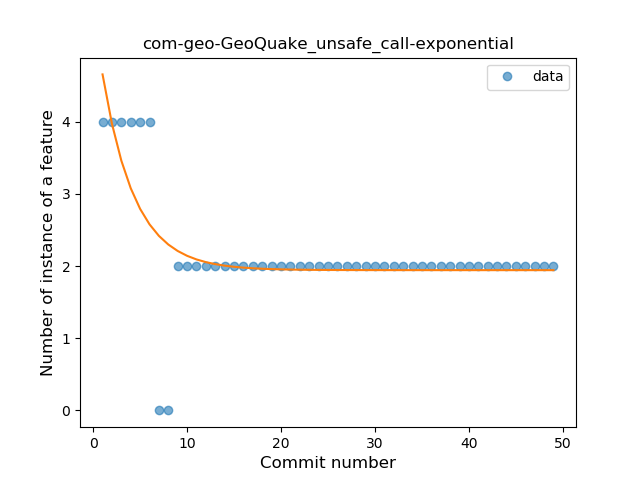 com-geo-GeoQuake_unsafe_call-exponential
data
Number of instance of a feature
4
3
2
1
0
0
10
20
30
40
50
Commit number